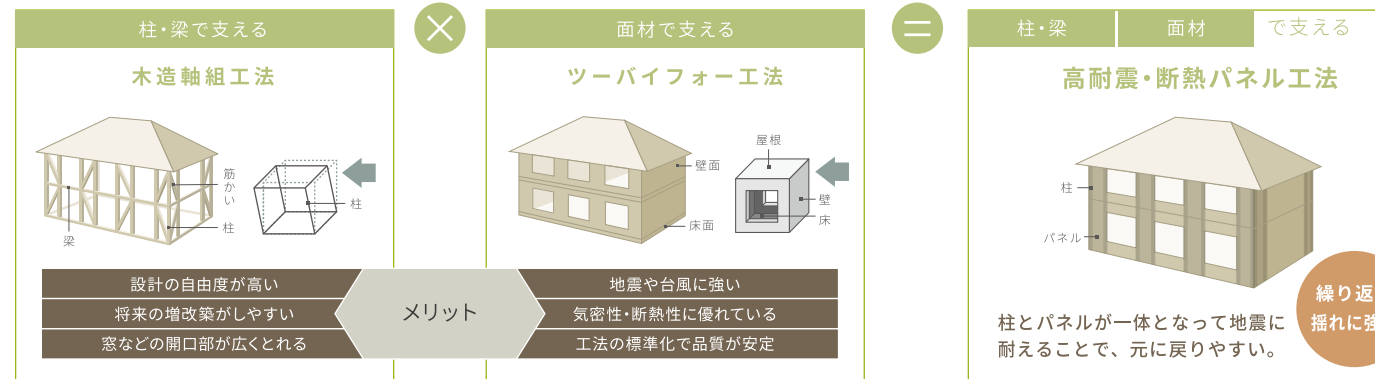 柱・梁で支える
木造軸組工法
筋かい
柱
柱
梁
×
面材で支える
ツーバイフォー工法
壁面
床面
屋根
壁
床
メリット
設計の自由度が高い
将来の増改築がしやすい
窓などの開口部が広くとれる
地震や台風に強い
気密性・断熱性に優れている
工法の標準化で品質が安定
=
柱・梁 面材 で支える
高耐震・断熱パネル工法
柱
パネル
柱とパネルが一体となって地震に
耐えることで、元に戻りやすい。
繰り返
揺れに強